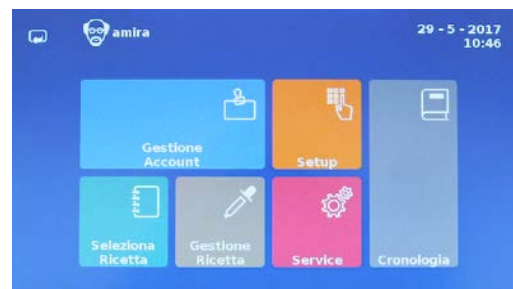 amira
29 - 5 - 2017
10:46
Gestione
Account
Setup
Seleziona
Ricetta
Gestione
Ricetta
Service
Cronologia